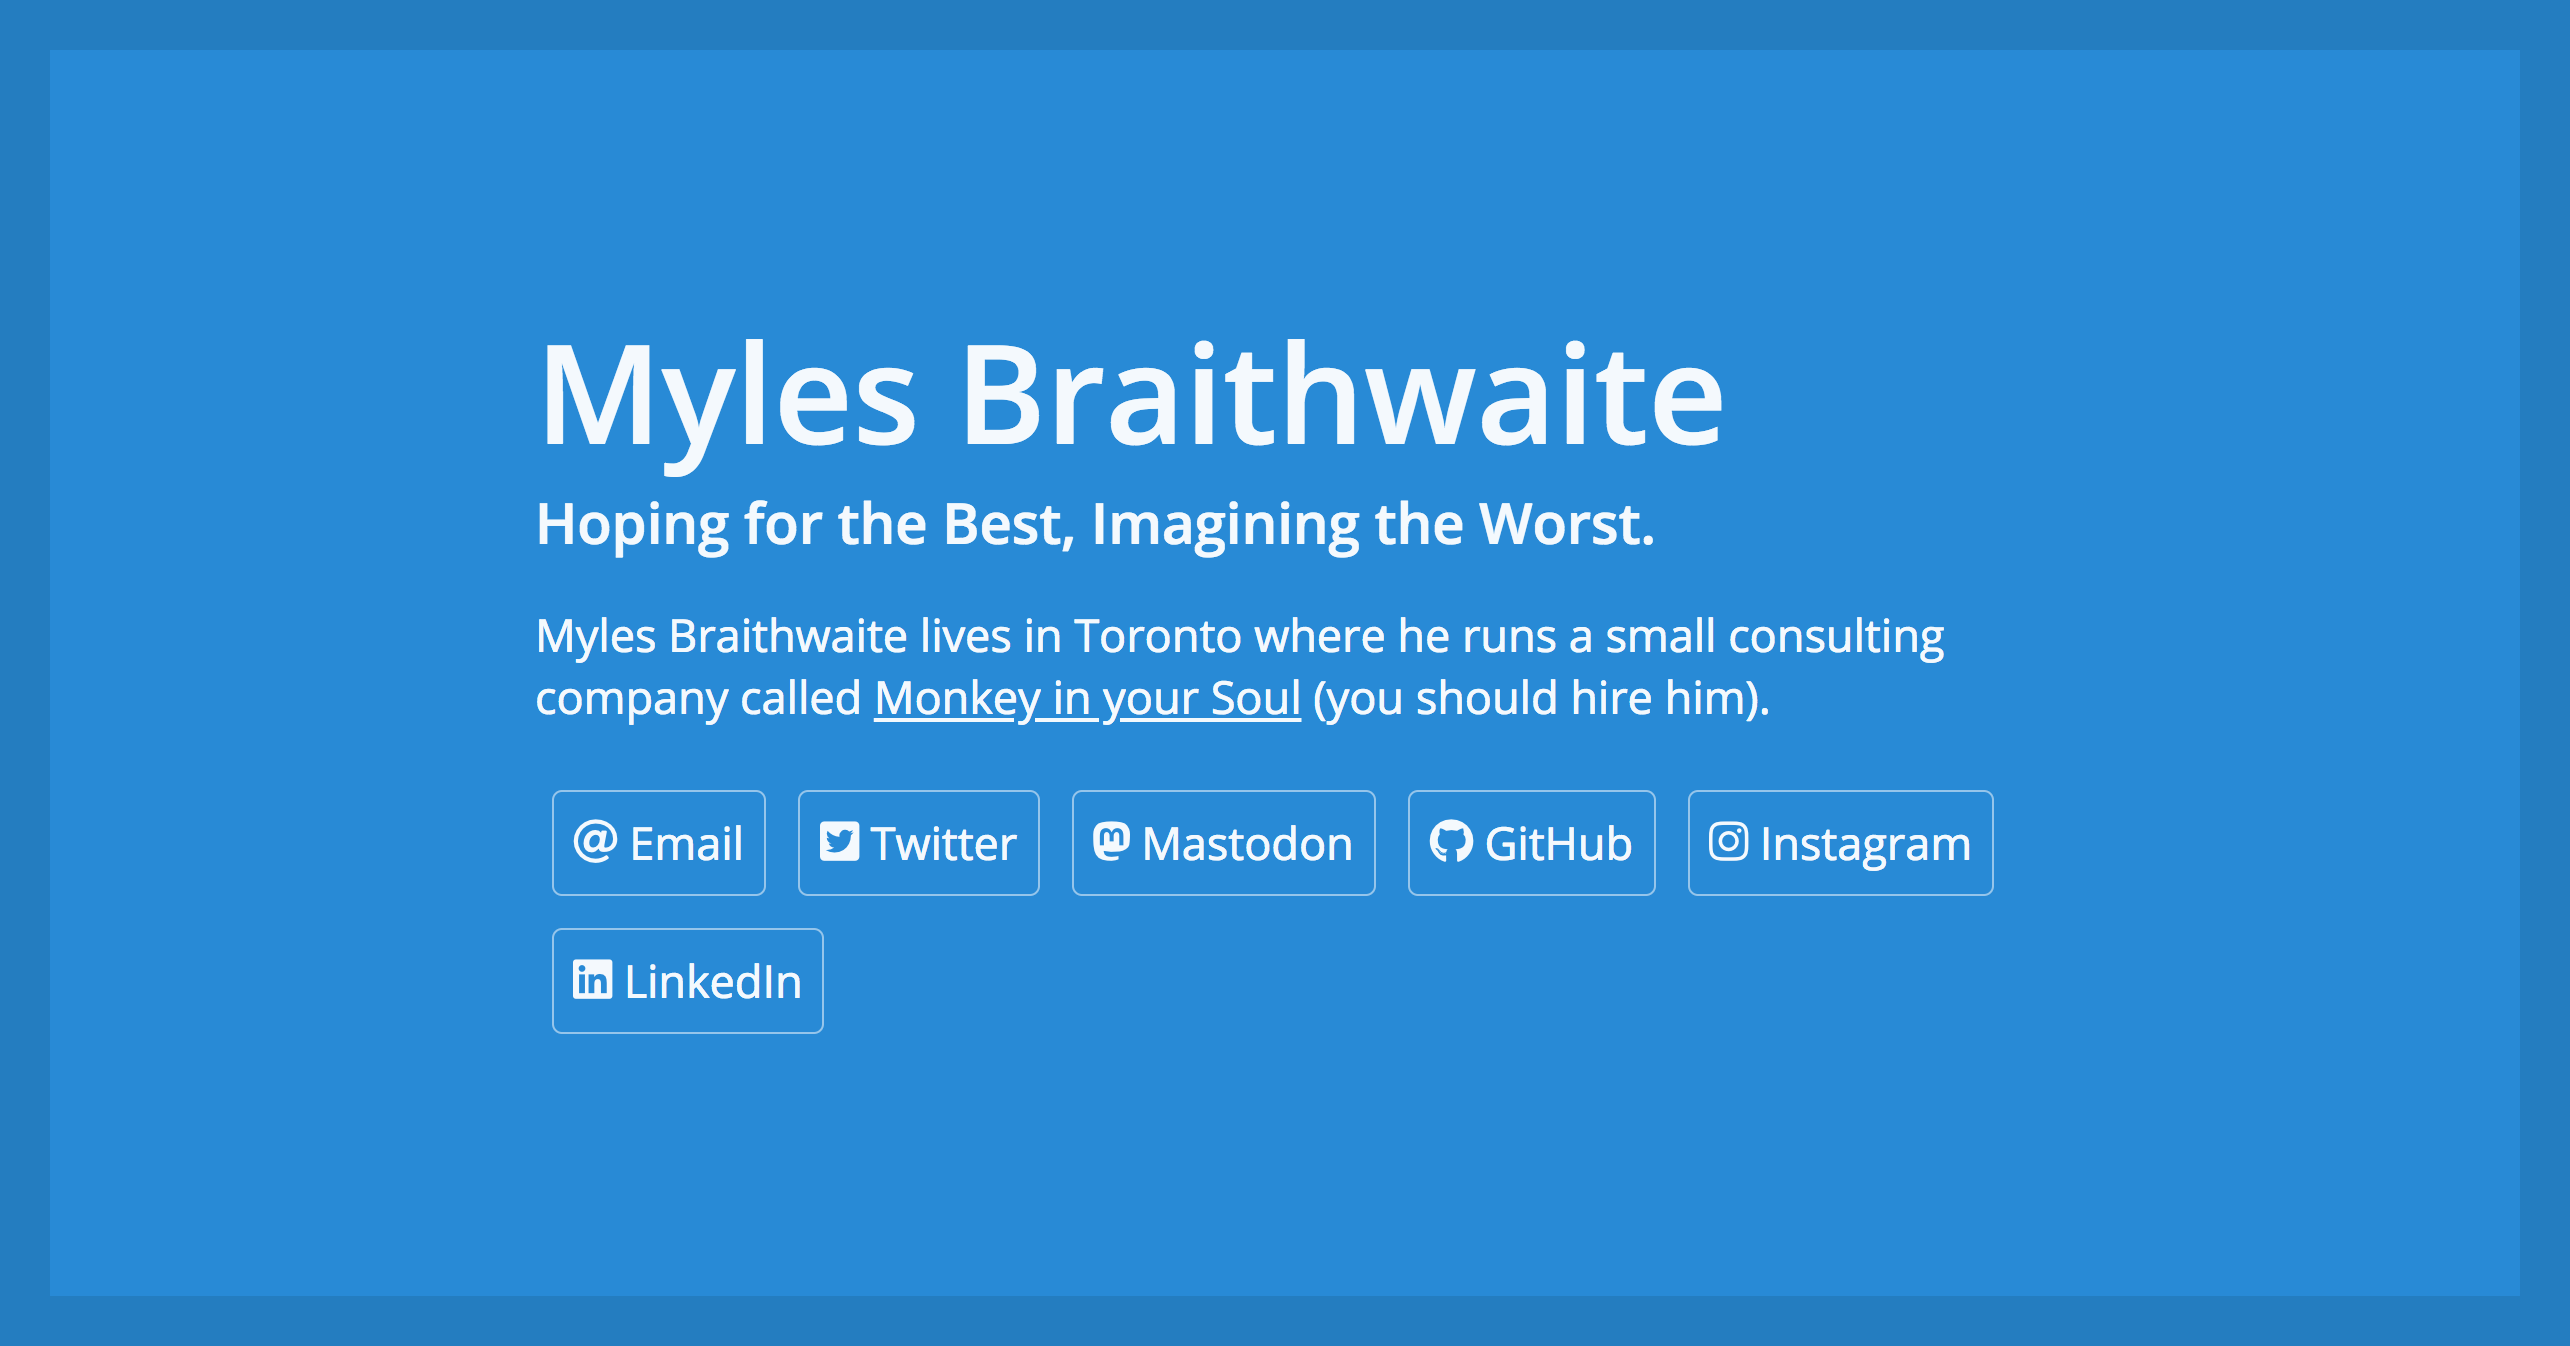 Myles Braithwaite
Hoping for the Best, Imagining the Worst.
Myles Braithwaite lives in Toronto where he runs a small consulting
company called Monkey in your Soul (you should hire him).
Email Twitter Mastodon GitHub Instagram
LinkedIn